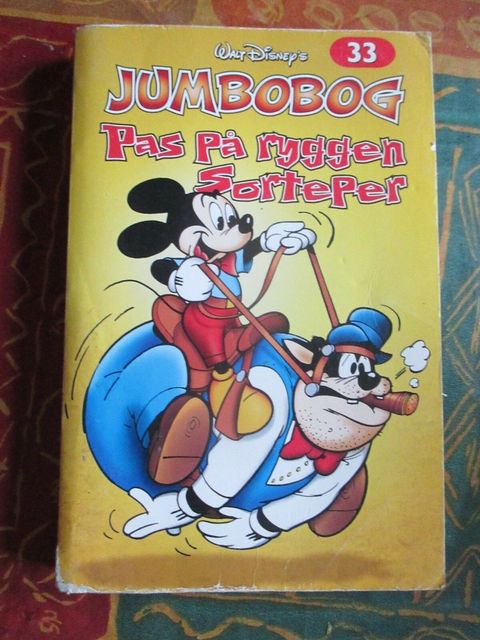 Walt Disney's
33
JUMBOBOG
Pas på ryggen
Sorteper